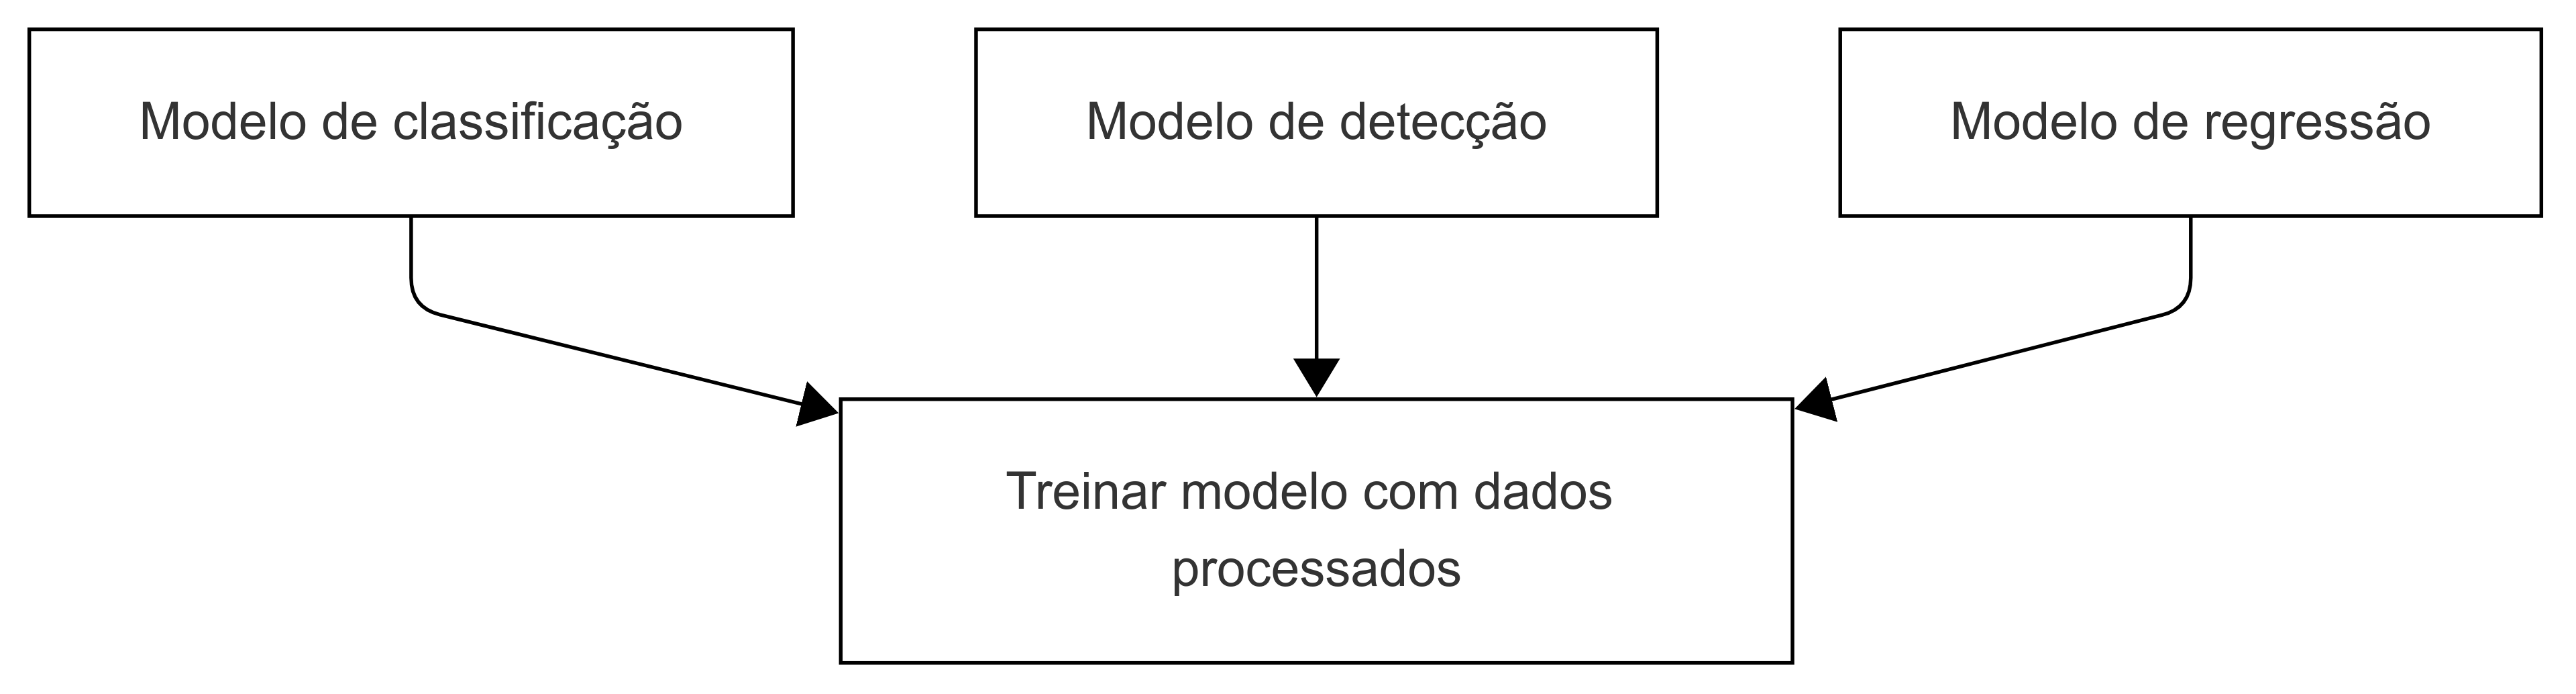 Modelo de classificação
Modelo de detecção
Modelo de regressão
Treinar modelo com dados
processados